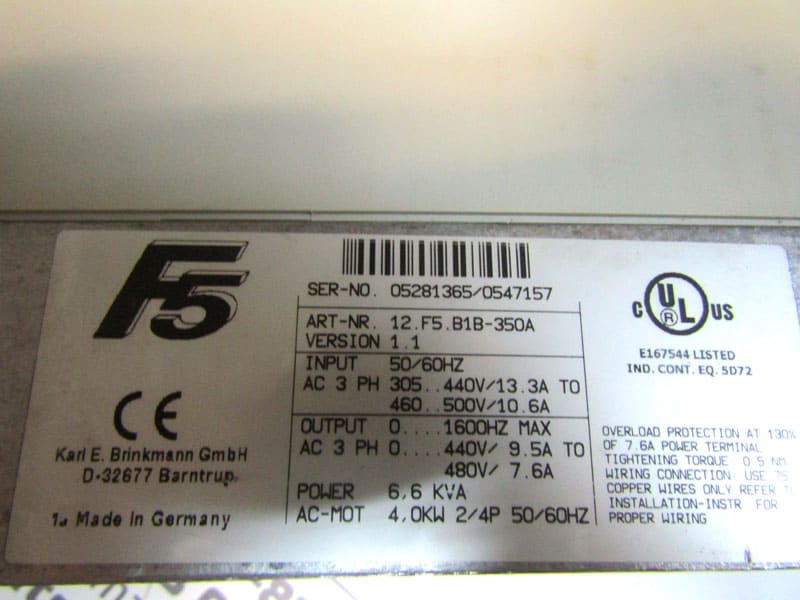 F5
SER-NO. 05281365/0547157
ART-NR. 12.F5.B1B-350A
VERSION 1.1
INPUT 50/60HZ
AC 3 PH 305..440V/13.3A TO
460..500V/10.6A
OUTPUT 0....1600HZ MAX
AC 3 PH 0....440V/ 9.5A TO
480V/ 7.6A
POWER 6,6 KVA
AC-MOT 4,0KW 2/4P 50/60HZ
CE
Karl E. Brinkmann GmbH
D-32677 Barntrup
Made in Germany
C UL® US
E167544 LISTED
IND. CONT. EQ. 5D72
OVERLOAD PROTECTION AT 130%
OF 7.6A POWER TERMINAL
TIGHTENING TORQUE 0.5 NM
WIRING CONNECTION: USE 75
COPPER WIRES ONLY REFER
INSTALLATION-INSTR FOR
PROPER WIRING